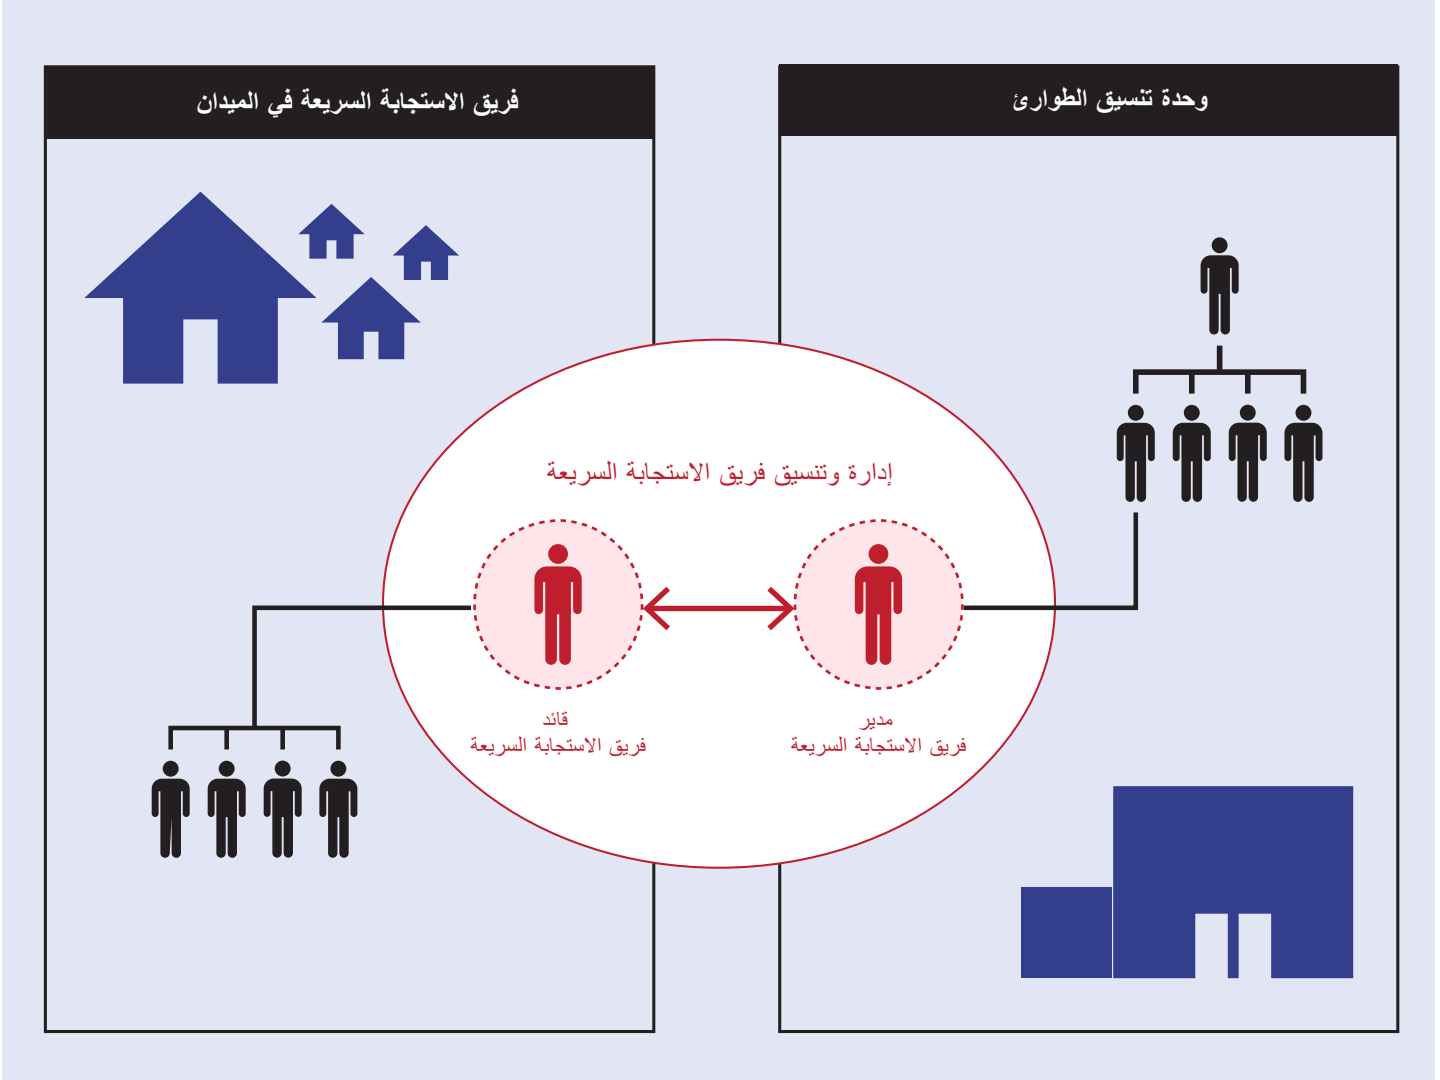 وحدة تنسيق الطوارئ
فريق الاستجابة السريعة في الميدان
إدارة وتنسيق فريق الاستجابة السريعة
مدير
فريق الاستجابة السريعة
قائد
فريق الاستجابة السريعة